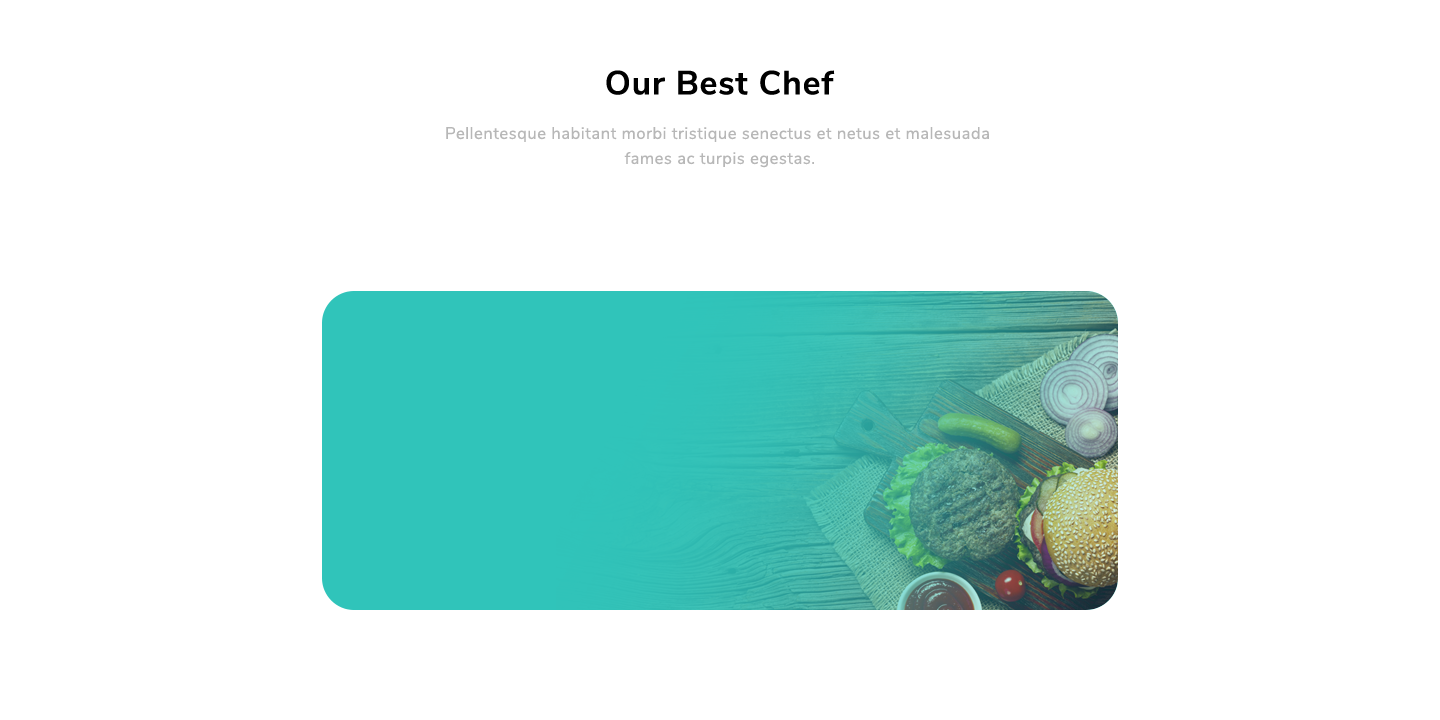 Our Best Chef
Pellentesque habitant morbi tristique senectus et netus et malesuada
fames ac turpis egestas.